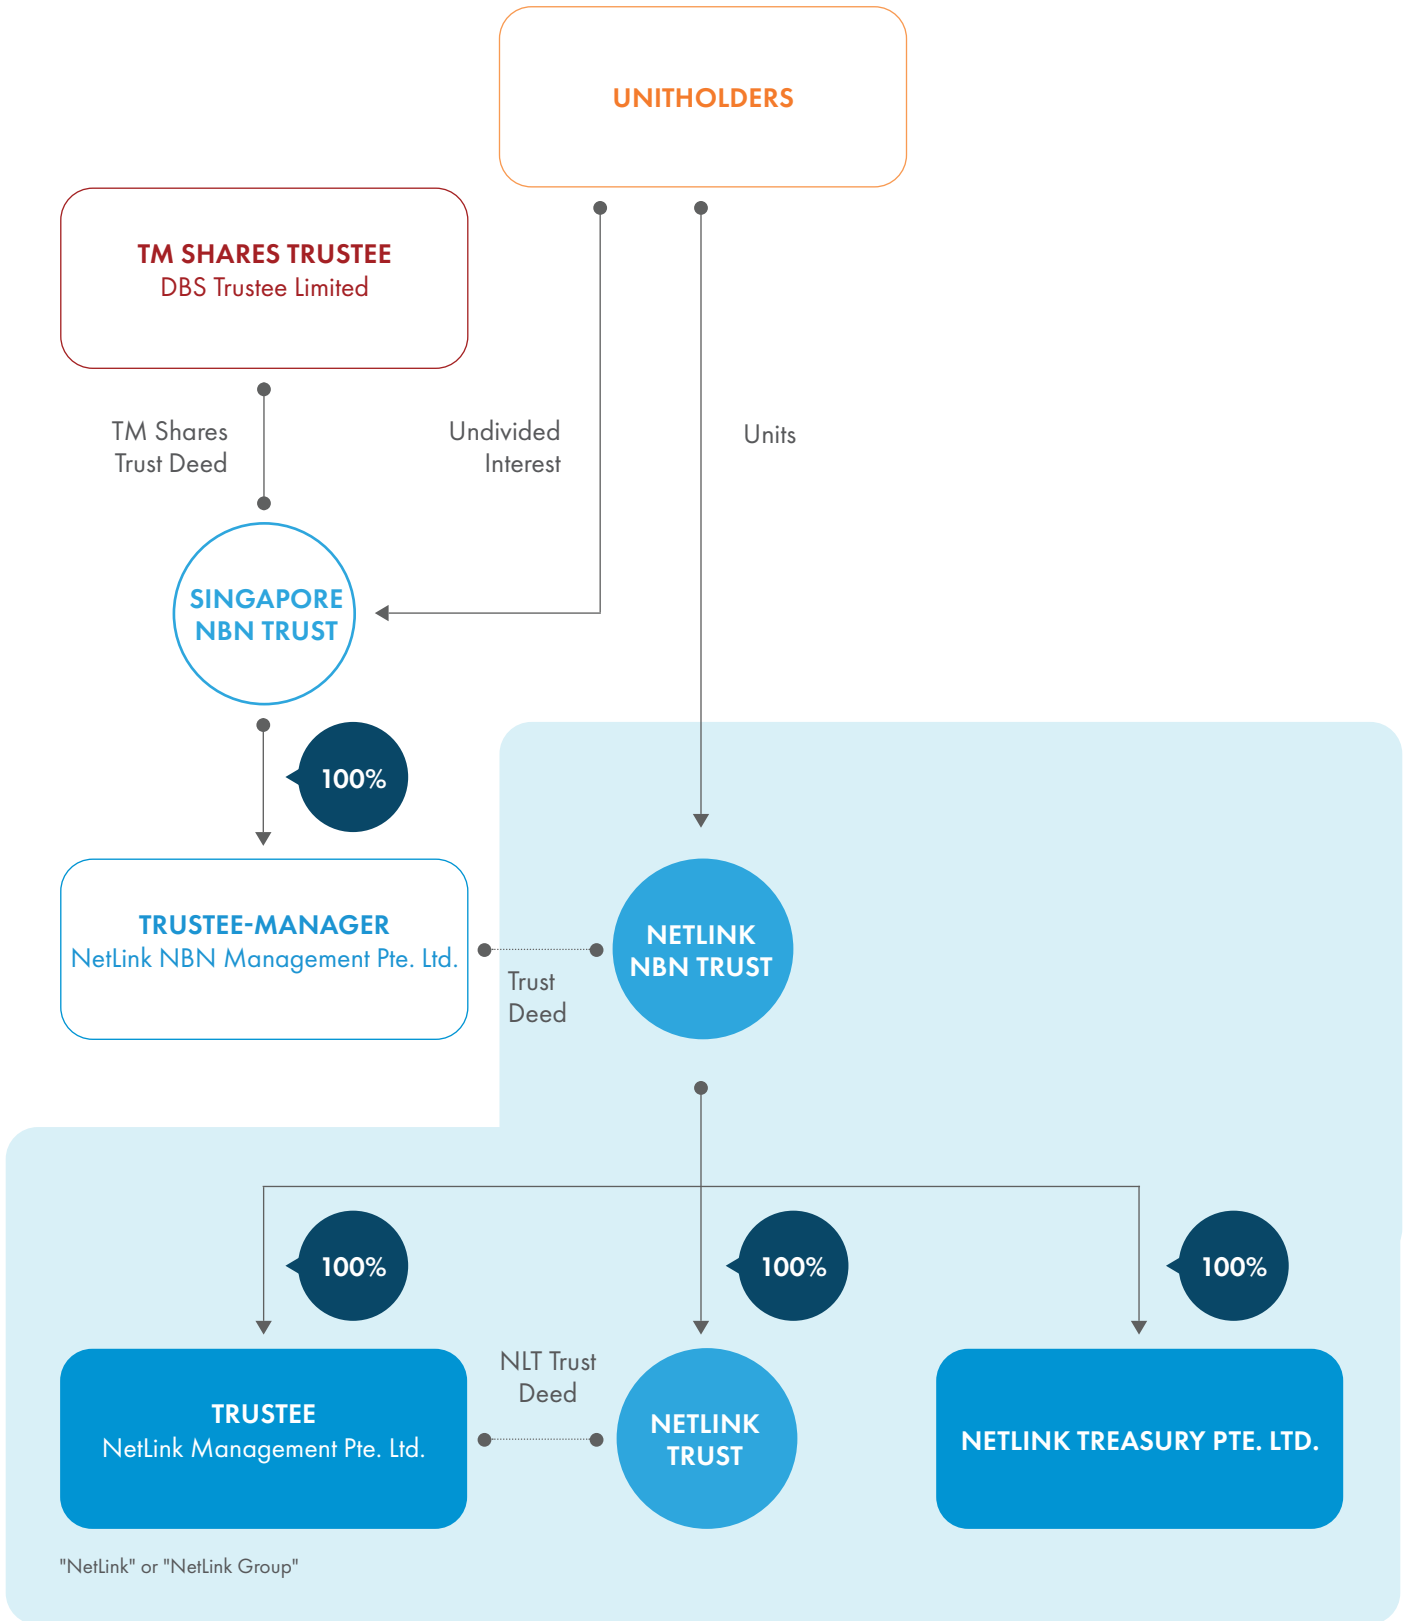 UNITHOLDERS
TM SHARES TRUSTEE
DBS Trustee Limited
TM Shares
Trust Deed
Undivided
Interest
Units
SINGAPORE
NBN TRUST
100%
TRUSTEE-MANAGER
NetLink NBN Management Pte. Ltd.
Trust
Deed
NETLINK
NBN TRUST
100%
100%
100%
TRUSTEE
NetLink Management Pte. Ltd.
NLT Trust
Deed
NETLINK
TRUST
NETLINK TREASURY PTE. LTD.
"NetLink" or "NetLink Group"